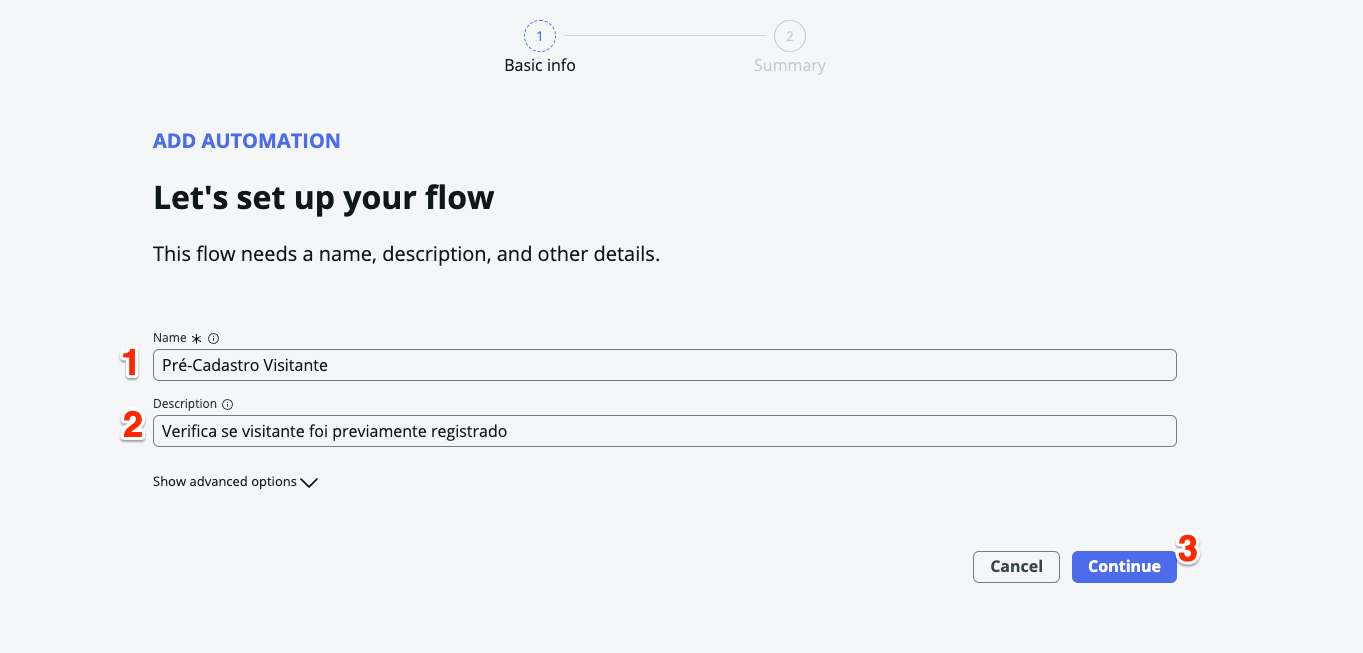 1
2
Basic info
Summary
ADD AUTOMATION
Let's set up your flow
This flow needs a name, description, and other details.
Name *
1
Pré-Cadastro Visitante
Description
2
Verifica se visitante foi previamente registrado
Show advanced options
3
Cancel
Continue